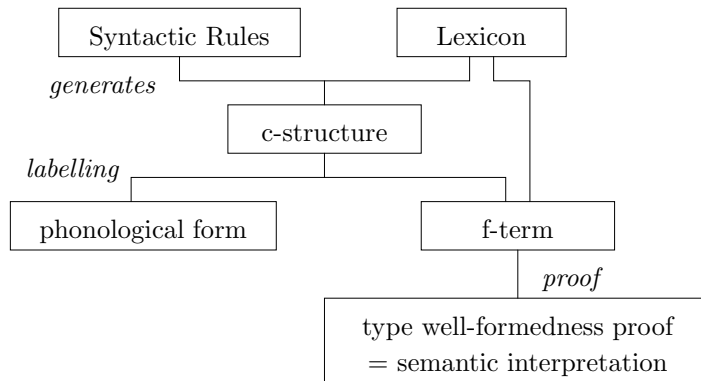 Syntactic Rules
Lexicon
generates
c-structure
labelling
phonological form
f-term
proof
type well-formedness proof
= semantic interpretation